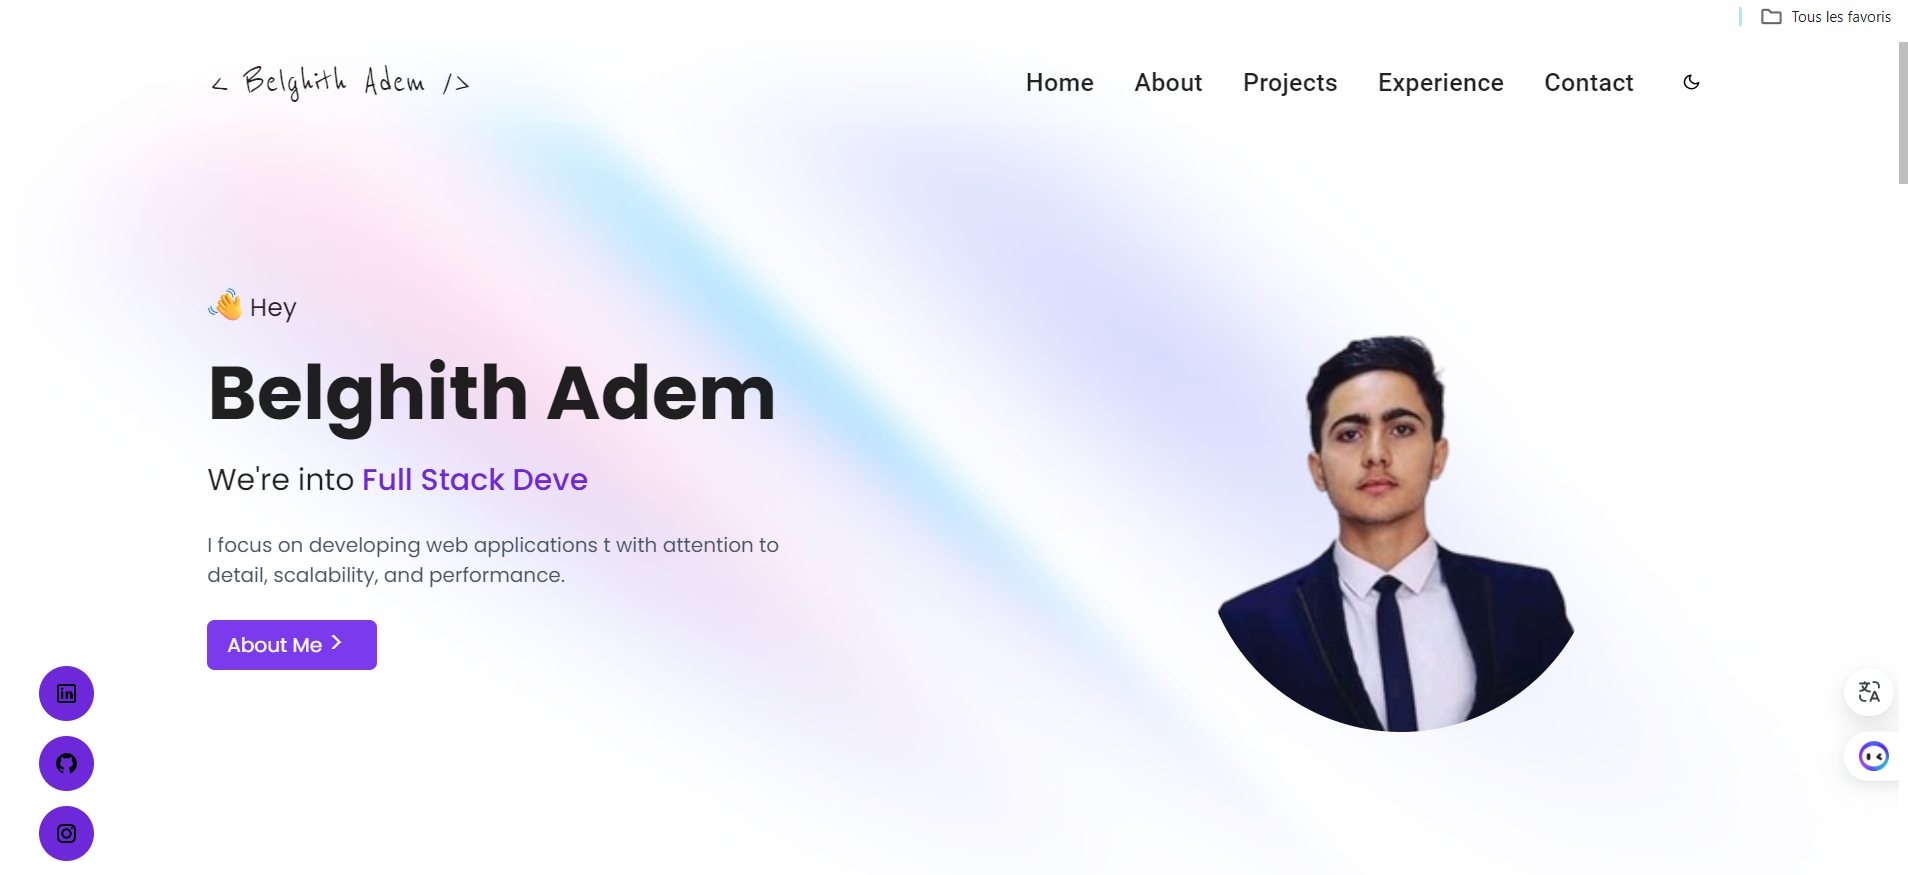 Tous les favoris
< Belghith Adem />
Home About Projects Experience Contact
Hey
Belghith Adem
We're into Full Stack Deve
I focus on developing web applications t with attention to
detail, scalability, and performance.
About Me >